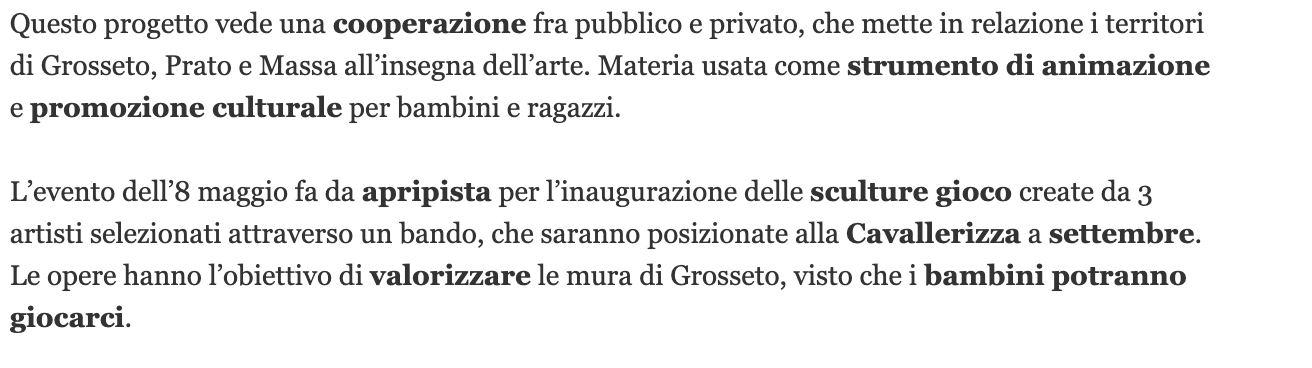 Questo progetto vede una cooperazione fra pubblico e privato, che mette in relazione i territori
di Grosseto, Prato e Massa all’insegna dell’arte. Materia usata come strumento di animazione
e promozione culturale per bambini e ragazzi.
L’evento dell’8 maggio fa da apripista per l’inaugurazione delle sculture gioco create da 3
artisti selezionati attraverso un bando, che saranno posizionate alla Cavallerizza a settembre.
Le opere hanno l’obiettivo di valorizzare le mura di Grosseto, visto che i bambini potranno
giocarci.